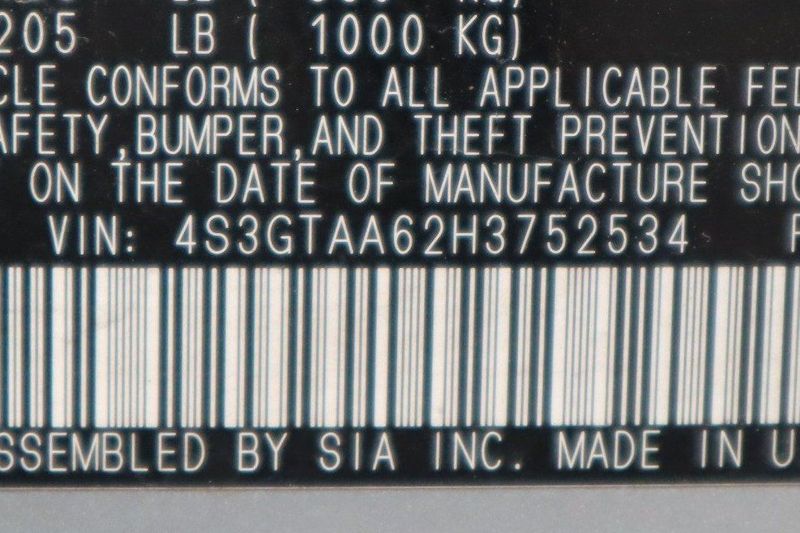 205 LB ( 1000 KG)
CLE CONFORMS TO ALL APPLICABLE FED
AFETY,BUMPER,AND THEFT PREVENTION
ON THE DATE OF MANUFACTURE SHO
VIN: 4S3GTAA62H3752534
SSEMBLED BY SIA INC. MADE IN U